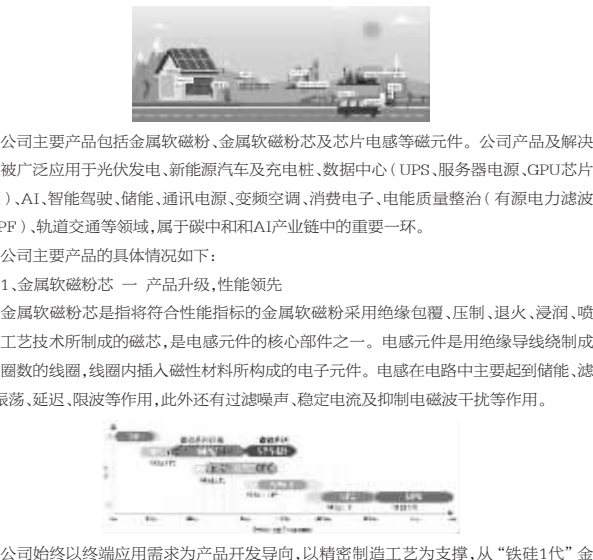 公司主要产品包括金属软磁粉、金属软磁粉芯及芯片电感等磁元件。公司产品及解决
被广泛应用于光伏发电、新能源汽车及充电桩、数据中心(UPS、服务器电源、GPU芯片
)、AI、智能驾驶、储能、通讯电源、变频空调、消费电子、电能质量整治(有源电力滤波
PF)、轨道交通等领域,属于碳中和和AI产业链中的重要一环。
公司主要产品的具体情况如下:
1、金属软磁粉芯 一 产品升级,性能领先
金属软磁粉芯是指将符合性能指标的金属软磁粉采用绝缘包覆、压制、退火、浸润、喷
工艺技术所制成的磁芯,是电感元件的核心部件之一。电感元件是用绝缘导线绕制成
圈数的线圈,线圈内插入磁性材料所构成的电子元件。电感在电路中主要起到储能、滤
振荡、延迟、限波等作用,此外还有过滤噪声、稳定电流及抑制电磁波干扰等作用。
公司始终以终端应用需求为产品开发导向,以精密制造工艺为支撑,从“铁硅1代”金